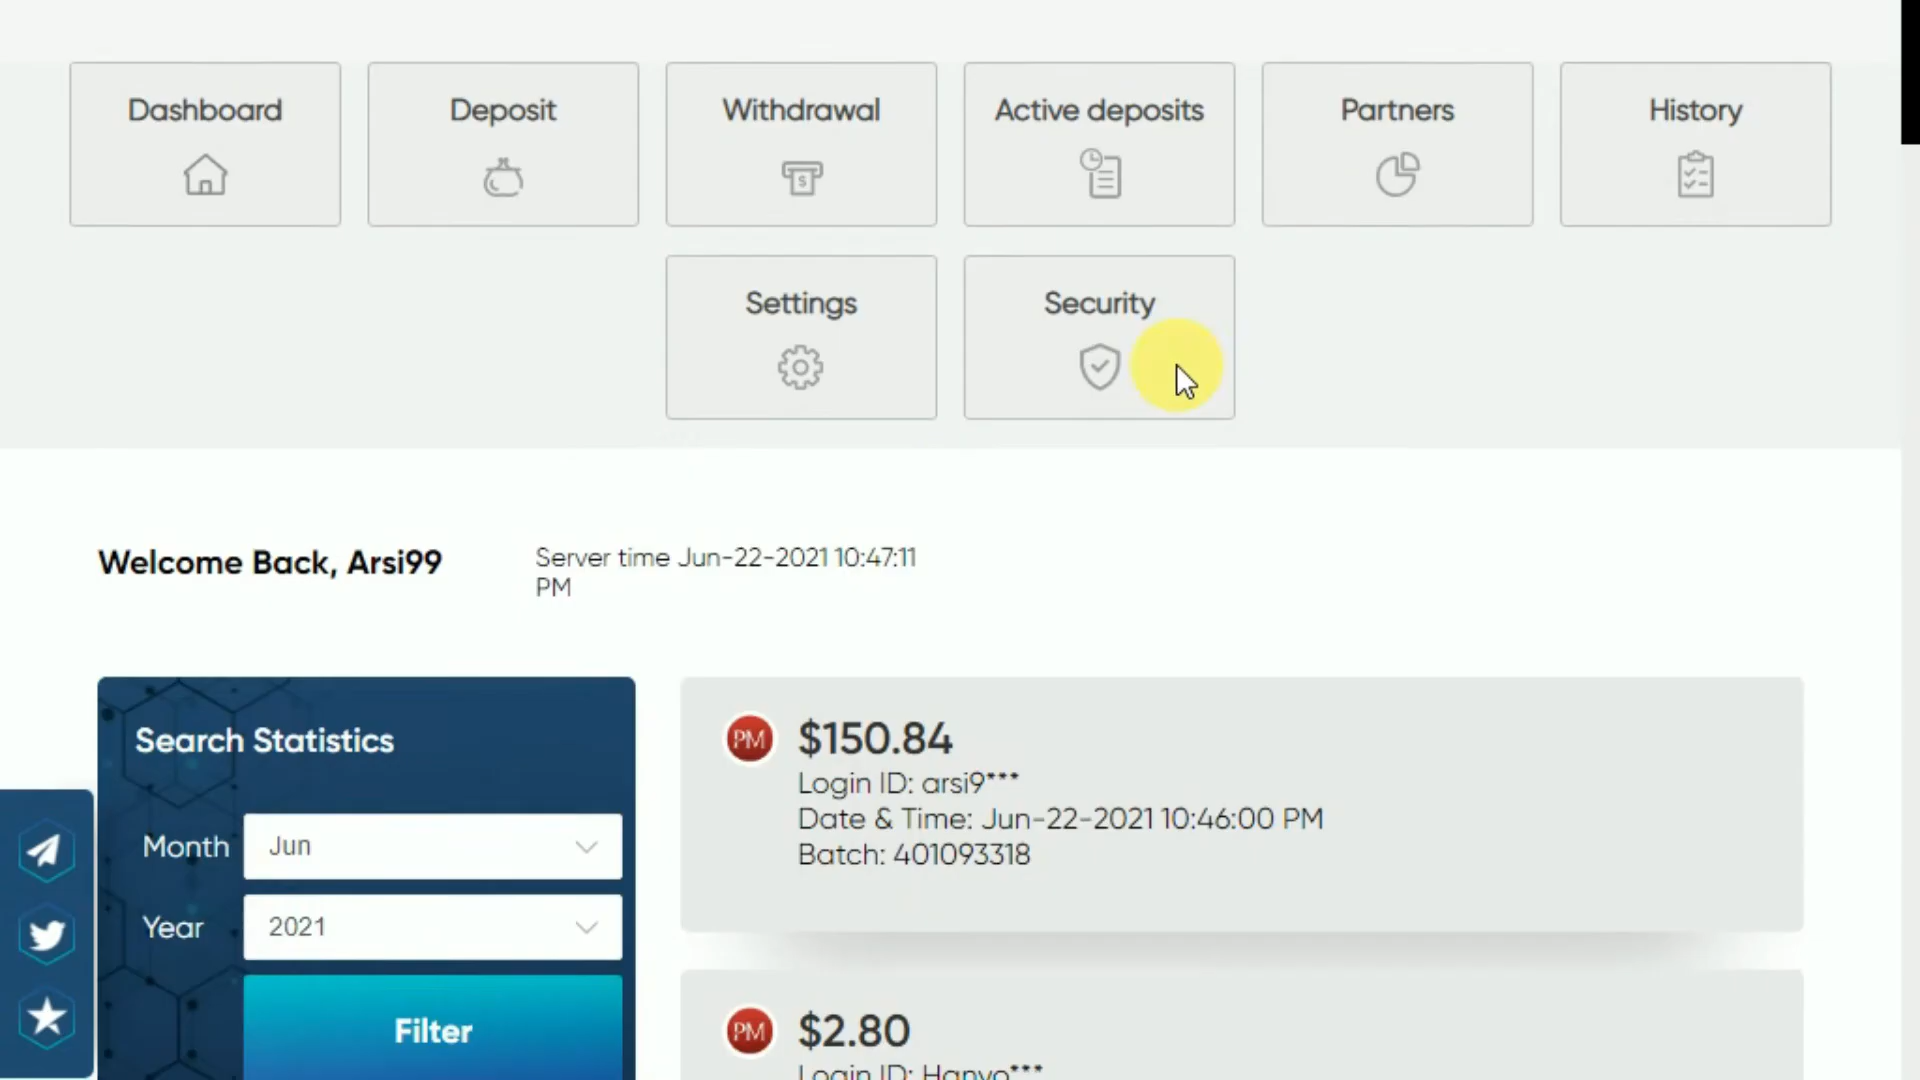 Dashboard
Deposit
Withdrawal
Active deposits
Partners
History
Settings
Security
Welcome Back, Arsi99
Server time Jun-22-2021 10:47:11
PM
Search Statistics
Month
Jun
Year
2021
Filter
PM
$150.84
Login ID: arsi9***
Date & Time: Jun-22-2021 10:46:00 PM
Batch: 401093318
PM
$2.80
Login ID: Hanyo***